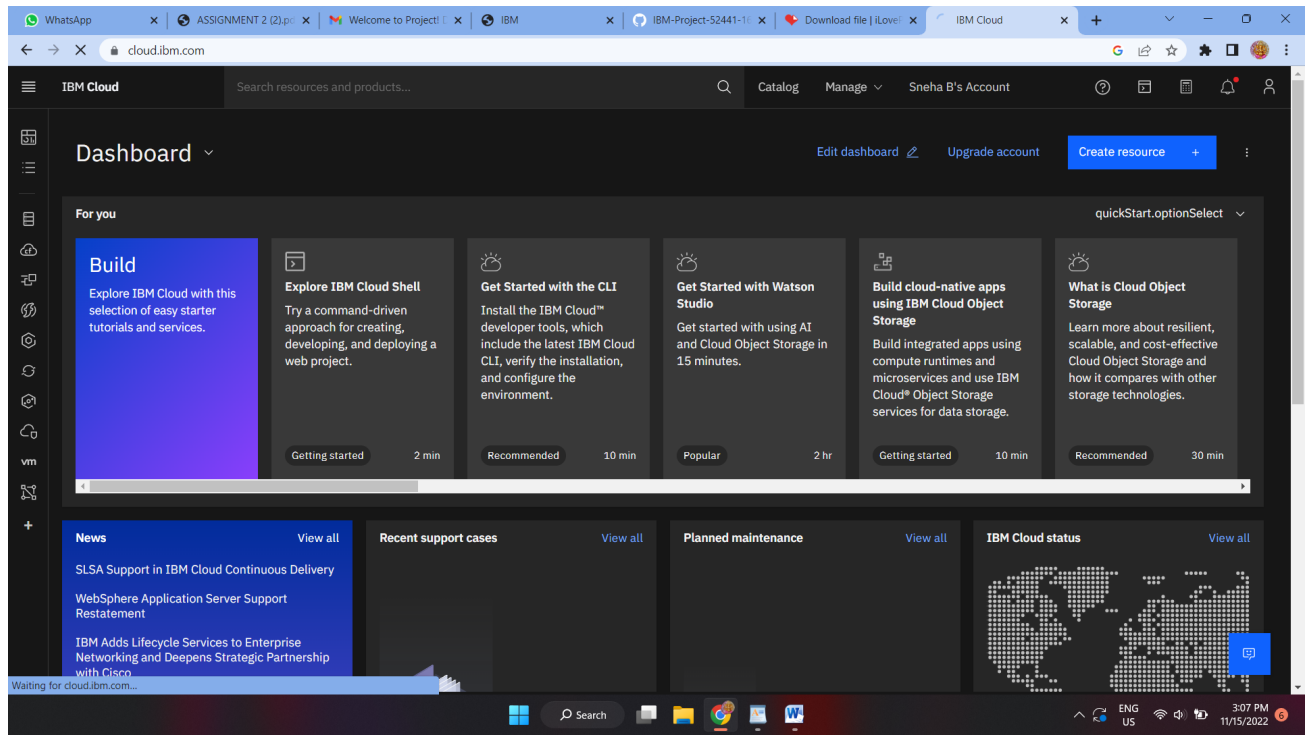 WhatsApp
ASSIGNMENT 2 (2).pd
Welcome to Project!
IBM
IBM-Project-52441-16
Download file | iLoveP
IBM Cloud
cloud.ibm.com
IBM Cloud
Search resources and products...
Catalog
Manage
Sneha B's Account
Dashboard
Edit dashboard
Upgrade account
Create resource +
For you
quickStart.optionSelect
Build
Explore IBM Cloud with this
selection of easy starter
tutorials and services.
Explore IBM Cloud Shell
Try a command-driven
approach for creating,
developing, and deploying a
web project.
Getting started
2 min
Get Started with the CLI
Install the IBM Cloud™
developer tools, which
include the latest IBM Cloud
CLI, verify the installation,
and configure the
environment.
Recommended
10 min
Get Started with Watson
Studio
Get started with using AI
and Cloud Object Storage in
15 minutes.
Popular
2 hr
Build cloud-native apps
using IBM Cloud Object
Storage
Build integrated apps using
compute runtimes and
microservices and use IBM
Cloud® Object Storage
services for data storage.
Getting started
10 min
What is Cloud Object
Storage
Learn more about resilient,
scalable, and cost-effective
Cloud Object Storage and
how it compares with other
storage technologies.
Recommended
30 min
vm
News
View all
SLSA Support in IBM Cloud Continuous Delivery
WebSphere Application Server Support
Restatement
IBM Adds Lifecycle Services to Enterprise
Networking and Deepens Strategic Partnership
with Cisco
Recent support cases
View all
Planned maintenance
View all
IBM Cloud status
View all
Waiting for cloud.ibm.com...
Search
ENG
US
3:07 PM
11/15/2022
6